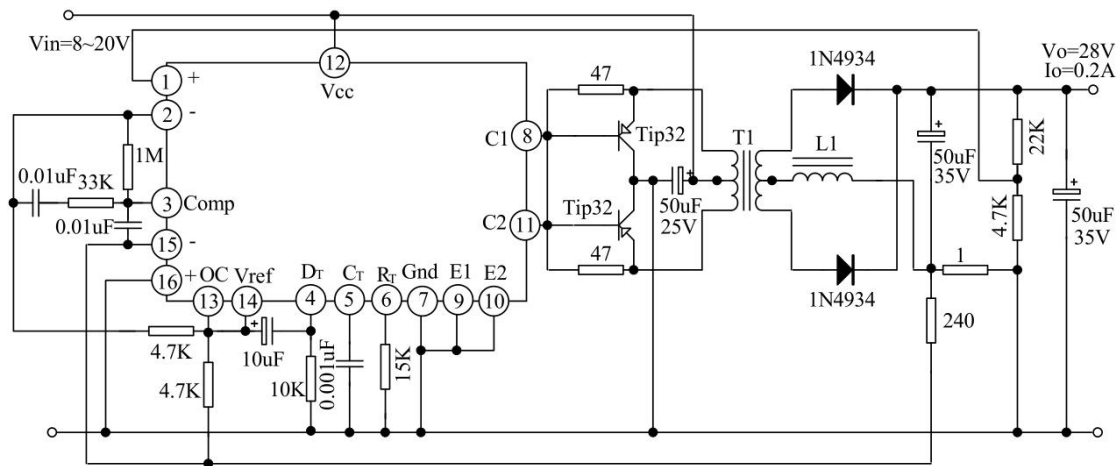 Vin=8~20V
12
Vcc
1
+
2
-
1M
0.01uF
33K
3
Comp
0.01uF
15
-
16
+
OC
13
Vref
14
DT
4
CT
5
RT
6
Gnd
7
E1
9
E2
10
C1
8
C2
11
47
Tip32
Tip32
47
+
50uF
25V
T1
1N4934
L1
1N4934
+
50uF
35V
22K
4.7K
1
240
Vo=28V
Io=0.2A
+
50uF
35V
4.7K
4.7K
+
10uF
10K
0.001uF
15K